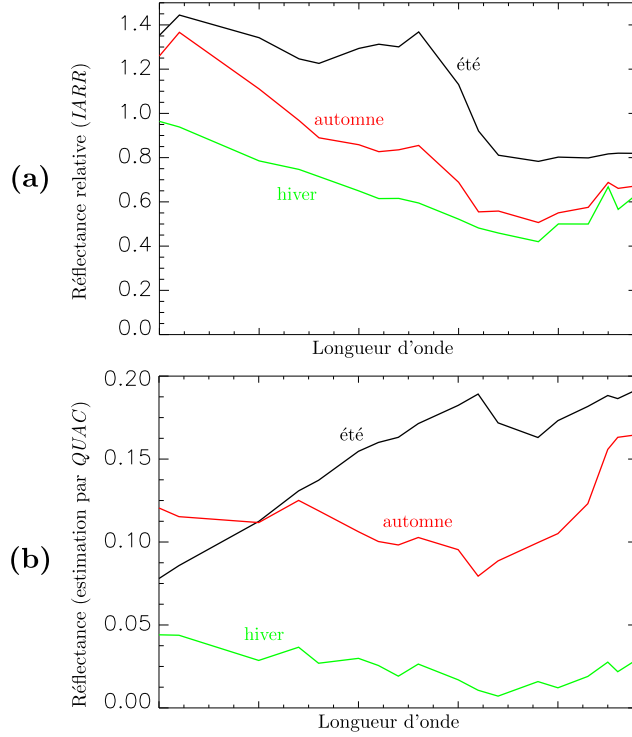 (a)
Réflectance relative (IARR)
1.4
1.2
1.0
0.8
0.6
0.4
0.2
0.0
été
automne
hiver
Longueur d'onde
(b)
Réflectance (estimation par QUAC)
0.20
0.15
0.10
0.05
0.00
été
automne
hiver
Longueur d'onde